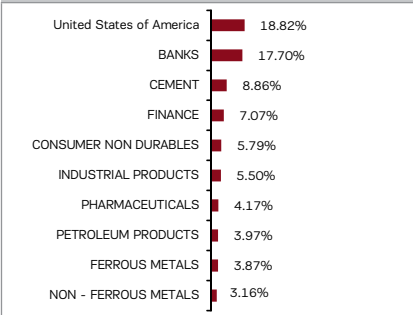 United States of America 18.82%
BANKS 17.70%
CEMENT 8.86%
FINANCE 7.07%
CONSUMER NON DURABLES 5.79%
INDUSTRIAL PRODUCTS 5.50%
PHARMACEUTICALS 4.17%
PETROLEUM PRODUCTS 3.97%
FERROUS METALS 3.87%
NON - FERROUS METALS 3.16%